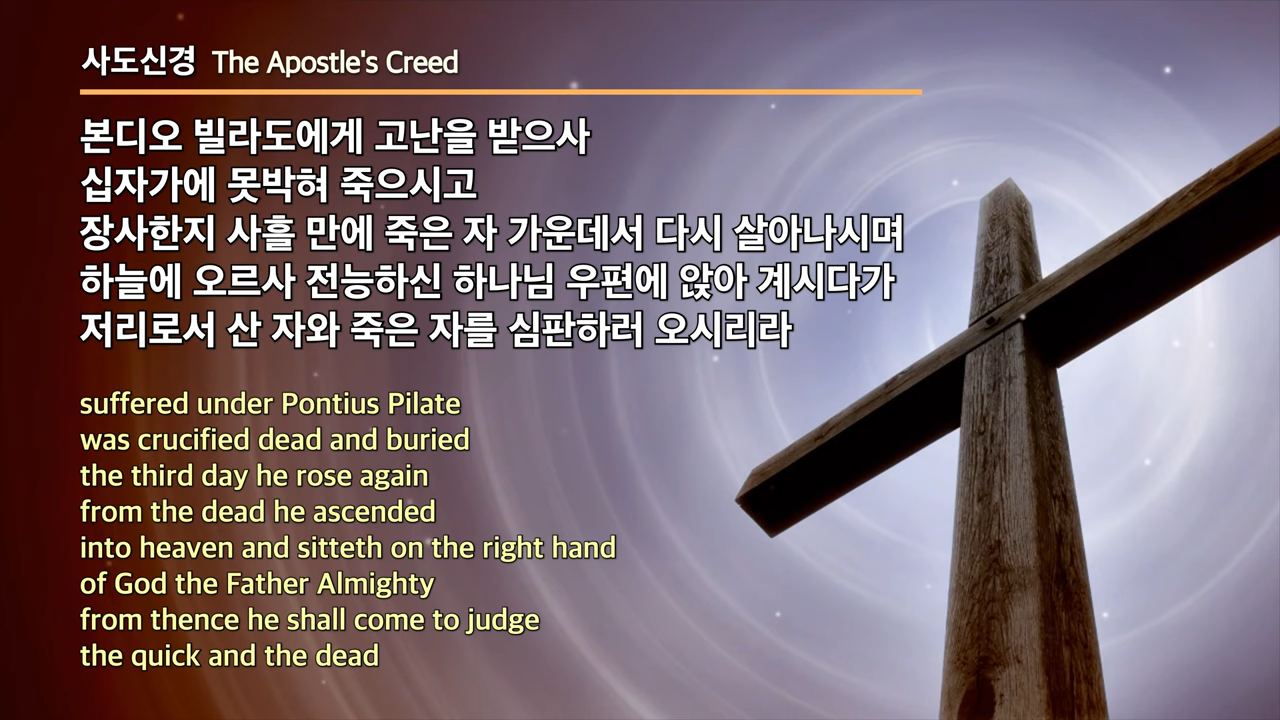 사도신경 The Apostle's Creed
본디오 빌라도에게 고난을 받으사
십자가에 못박혀 죽으시고
장사한지 사흘 만에 죽은 자 가운데서 다시 살아나시며
하늘에 오르사 전능하신 하나님 우편에 앉아 계시다가
저리로서 산 자와 죽은 자를 심판하러 오시리라
suffered under Pontius Pilate
was crucified dead and buried
the third day he rose again
from the dead he ascended
into heaven and sitteth on the right hand
of God the Father Almighty
from thence he shall come to judge
the quick and the dead